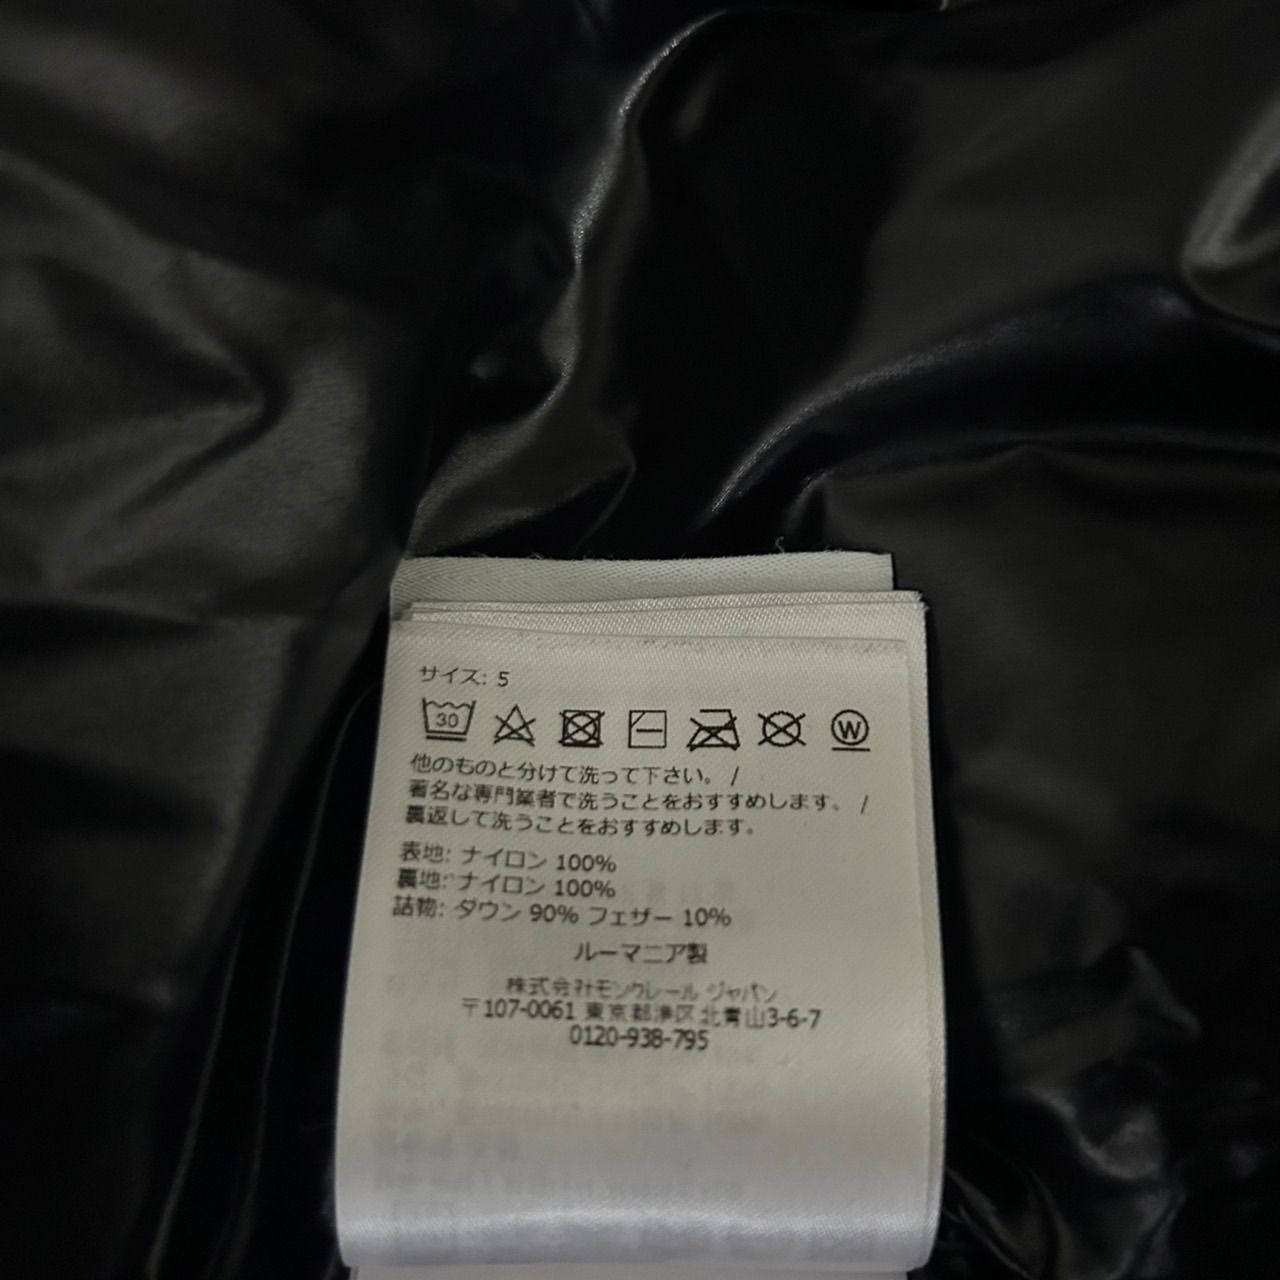 サイズ: 5
30
W
他のものと分けて洗って下さい。 /
著名な専門業者で洗うことをおすすめします。 /
裏返して洗うことをおすすめします。
表地: ナイロン 100%
裏地: ナイロン 100%
詰物: ダウン 90% フェザー 10%
ルーマニア製
株式会社モンクレール ジャパン
〒107-0061 東京都港区北青山3-6-7
0120-938-795